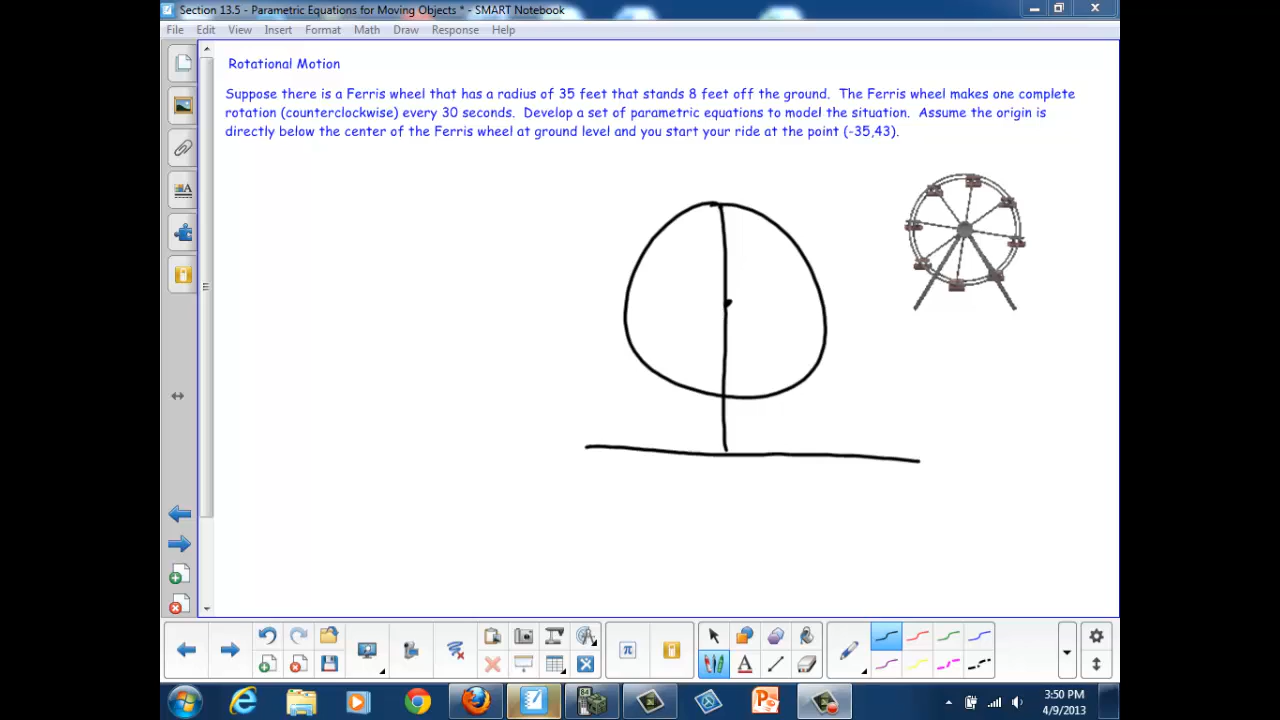 Section 13.5 - Parametric Equations for Moving Objects * - SMART Notebook
File Edit View Insert Format Math Draw Response Help
Rotational Motion
Suppose there is a Ferris wheel that has a radius of 35 feet that stands 8 feet off the ground. The Ferris wheel makes one complete
rotation (counterclockwise) every 30 seconds. Develop a set of parametric equations to model the situation. Assume the origin is
directly below the center of the Ferris wheel at ground level and you start your ride at the point (-35,43).
3:50 PM
4/9/2013